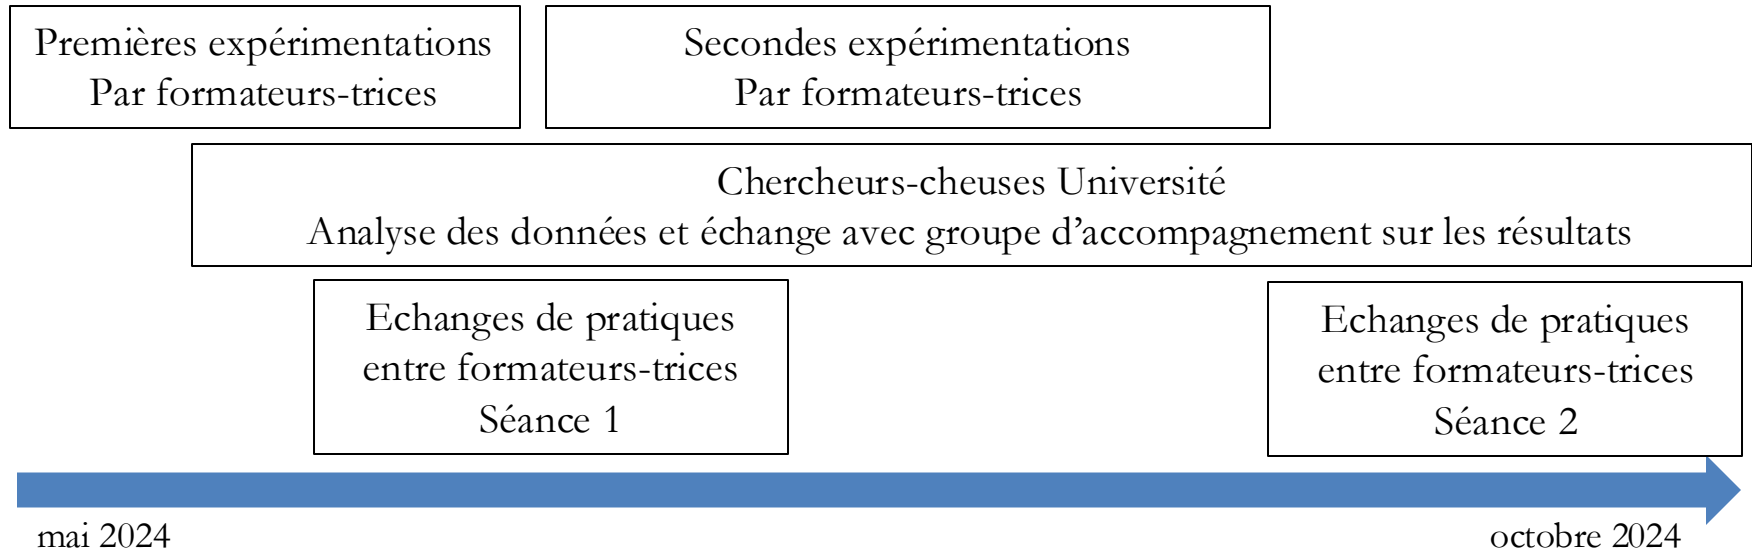 Premières expérimentations
Par formateurs-trices
Secondes expérimentations
Par formateurs-trices
Chercheurs-cheuses Université
Analyse des données et échange avec groupe d’accompagnement sur les résultats
Echanges de pratiques
entre formateurs-trices
Séance 1
Echanges de pratiques
entre formateurs-trices
Séance 2
mai 2024
octobre 2024